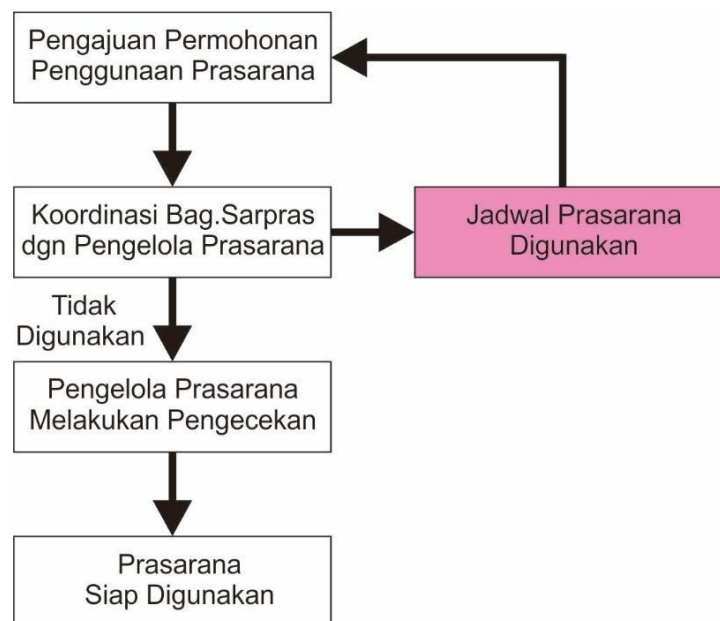 Pengajuan Permohonan
Penggunaan Prasarana
Koordinasi Bag.Sarpras
dgn Pengelola Prasarana
Jadwal Prasarana
Digunakan
Tidak
Digunakan
Pengelola Prasarana
Melakukan Pengecekan
Prasarana
Siap Digunakan